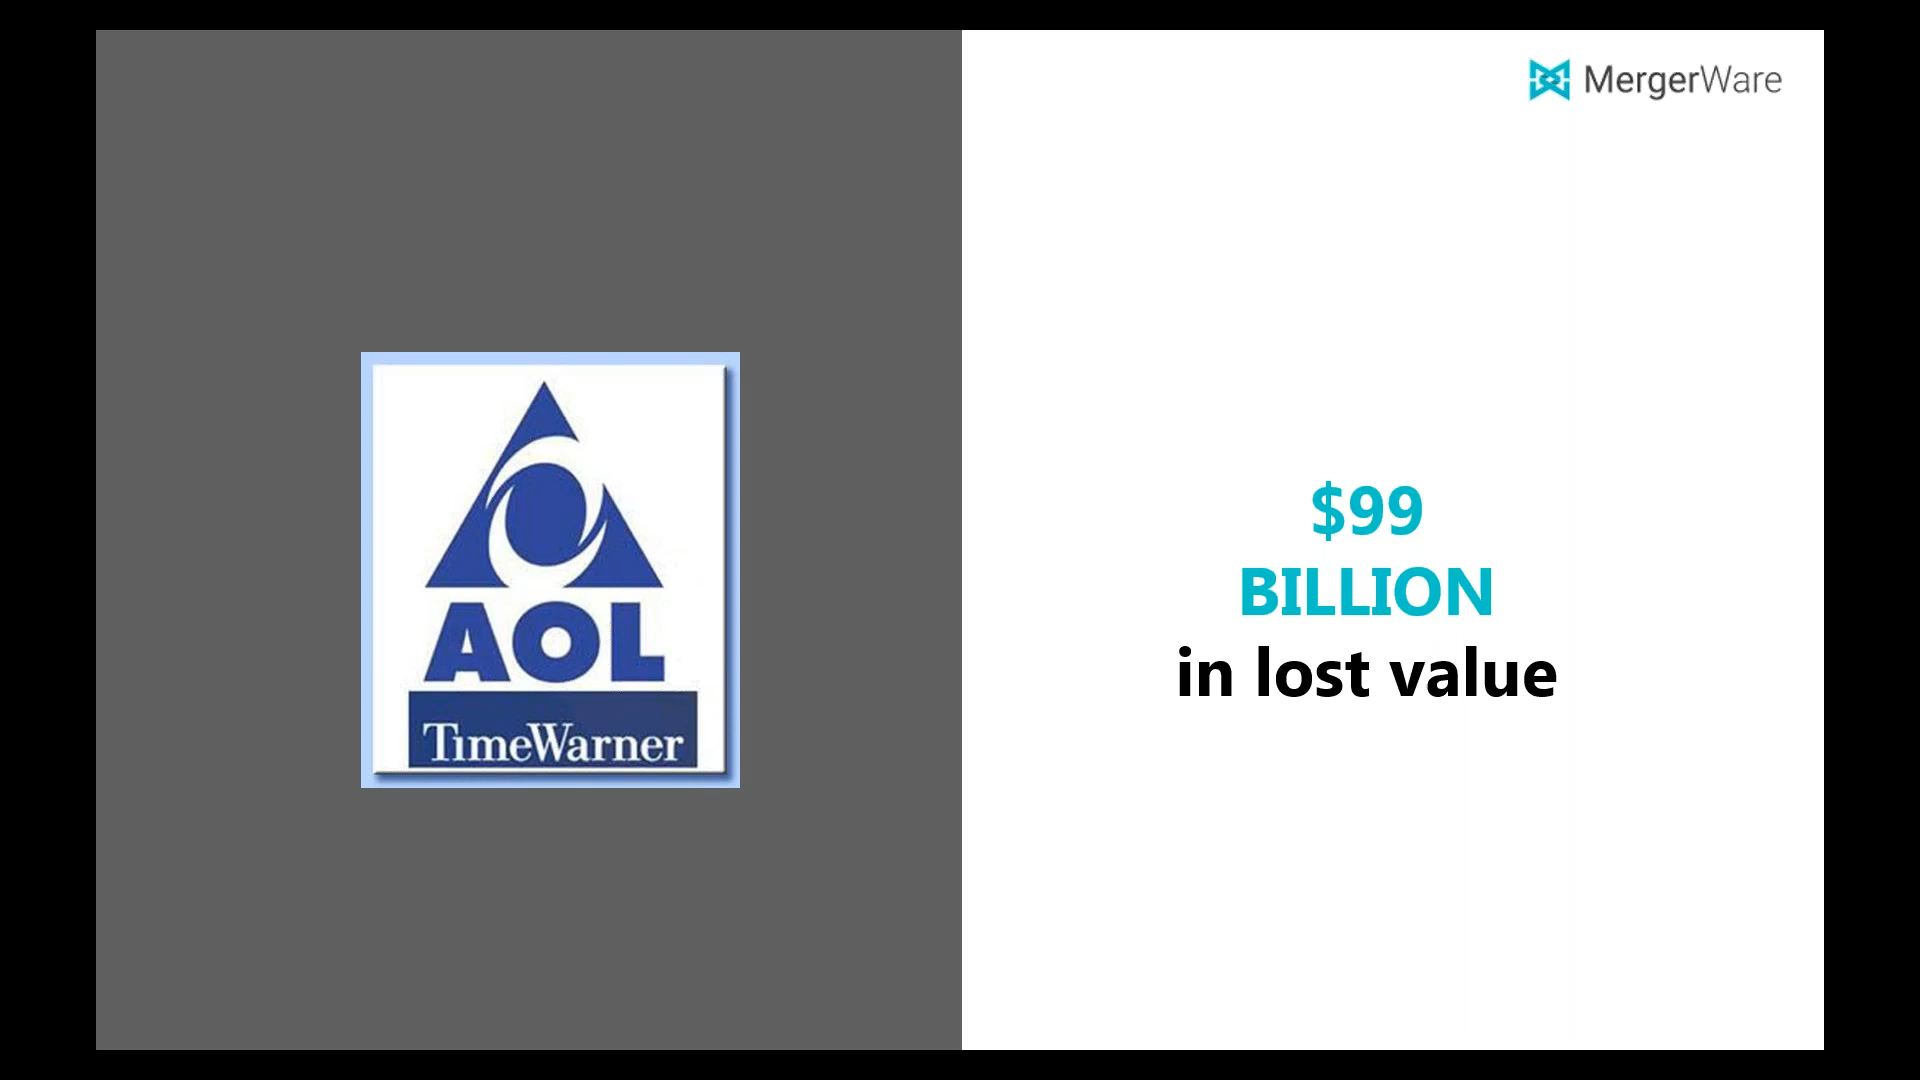 AOL
TimeWarner
MergerWare
$99
BILLION
in lost value